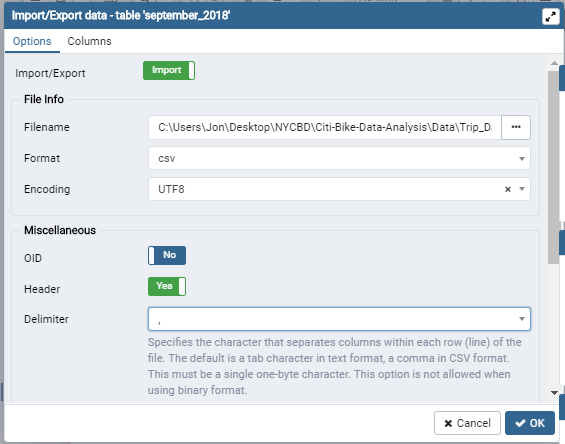 Import/Export data - table 'september_2018'
Options Columns
Import/Export Import
File Info
Filename C:\Users\Jon\Desktop\NYCBD\Citi-Bike-Data-Analysis\Data\Trip_D
Format csv
Encoding UTF8 ×
Miscellaneous
OID No
Header Yes
Delimiter ,
Specifies the character that separates columns within each row (line) of the
file. The default is a tab character in text format, a comma in CSV format.
This must be a single one-byte character. This option is not allowed when
using binary format.
Cancel OK